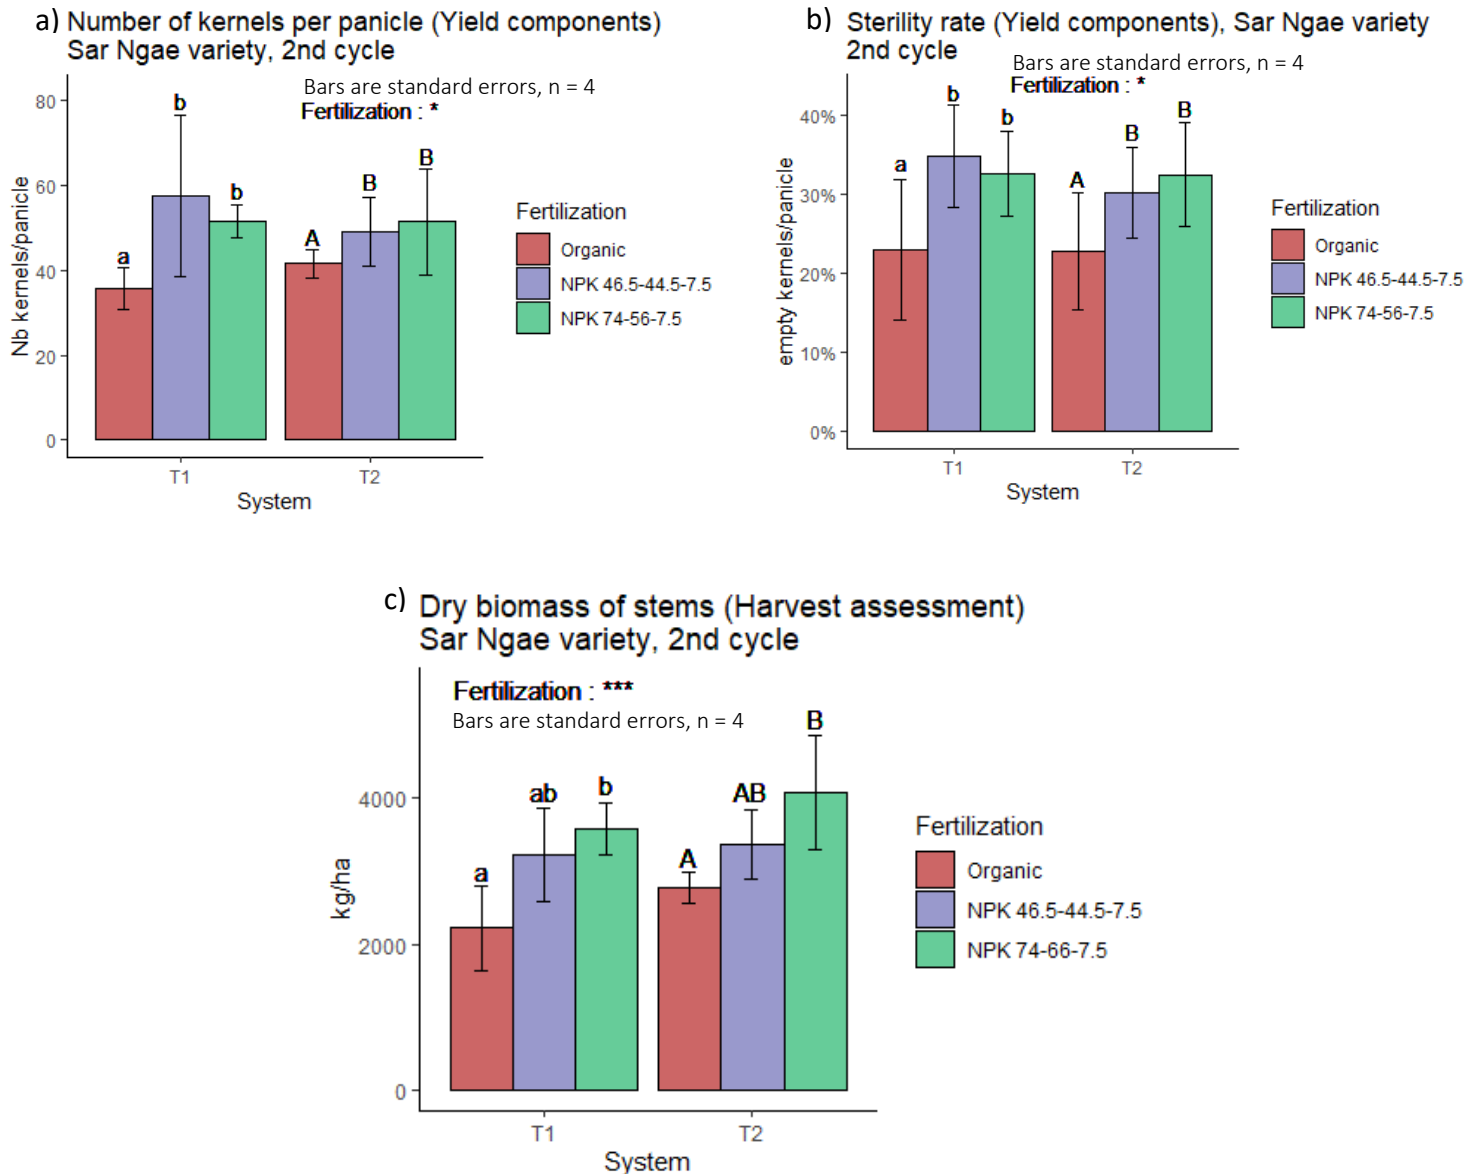 a) Number of kernels per panicle (Yield components)
Sar Ngae variety, 2nd cycle
Bars are standard errors, n = 4
Fertilization : *
80
60
40
20
0
Nb kernels/panicle
a
b
b
A
B
B
T1
T2
System
Fertilization
Organic
NPK 46.5-44.5-7.5
NPK 74-56-7.5
b) Sterility rate (Yield components), Sar Ngae variety
2nd cycle
Bars are standard errors, n = 4
Fertilization : *
40%
30%
20%
10%
0%
empty kernels/panicle
a
b
b
A
B
B
T1
T2
System
Fertilization
Organic
NPK 46.5-44.5-7.5
NPK 74-56-7.5
c) Dry biomass of stems (Harvest assessment)
Sar Ngae variety, 2nd cycle
Fertilization : ***
Bars are standard errors, n = 4
4000
2000
0
kg/ha
a
ab
b
A
AB
B
T1
T2
System
Fertilization
Organic
NPK 46.5-44.5-7.5
NPK 74-66-7.5